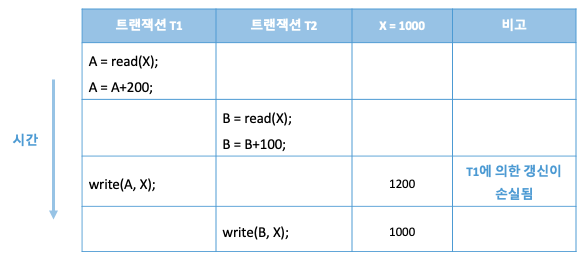 트랜잭션 T1 트랜잭션 T2 X = 1000 비고
A = read(X);
A = A+200;
B = read(X);
B = B+100;
시간
write(A, X); 1200 T1에 의한 갱신이
손실됨
write(B, X); 1000